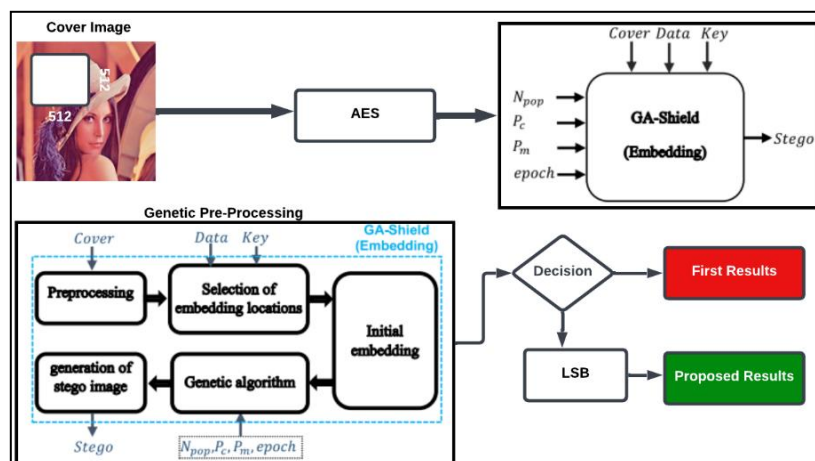 Cover Image
512
512
AES
Cover Data Key
N_pop
P_c
P_m
epoch
GA-Shield
(Embedding)
Stego
Genetic Pre-Processing
Cover
Data Key
GA-Shield
(Embedding)
Preprocessing
Selection of
embedding locations
Initial
embedding
generation of
stego image
Genetic algorithm
Stego
N_pop, P_c, P_m, epoch
Decision
First Results
LSB
Proposed Results